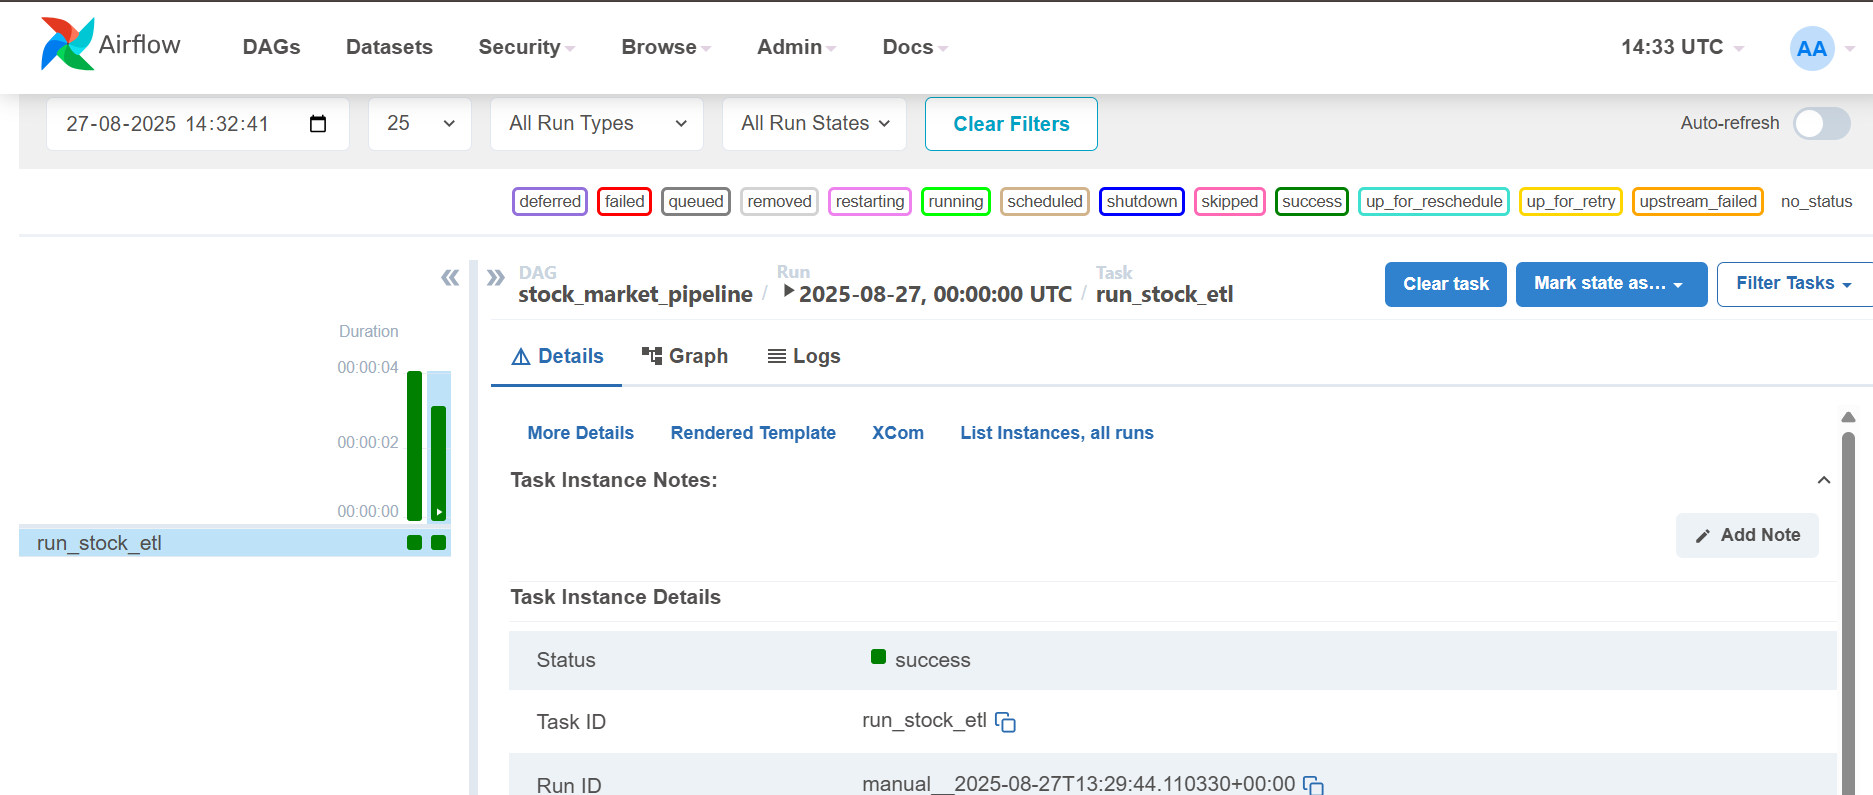 Airflow DAGs Datasets Security Browse Admin Docs 14:33 UTC AA
27-08-2025 14:32:41 25 All Run Types All Run States Clear Filters Auto-refresh
deferred failed queued removed restarting running scheduled shutdown skipped success up_for_reschedule up_for_retry upstream_failed no_status
DAG Run Task
stock_market_pipeline / 2025-08-27, 00:00:00 UTC / run_stock_etl Clear task Mark state as... Filter Tasks
Duration
00:00:04
00:00:02
00:00:00
run_stock_etl
Details Graph Logs
More Details Rendered Template XCom List Instances, all runs
Task Instance Notes:
Add Note
Task Instance Details
Status success
Task ID run_stock_etl
Run ID manual__2025-08-27T13:29:44.110330+00:00